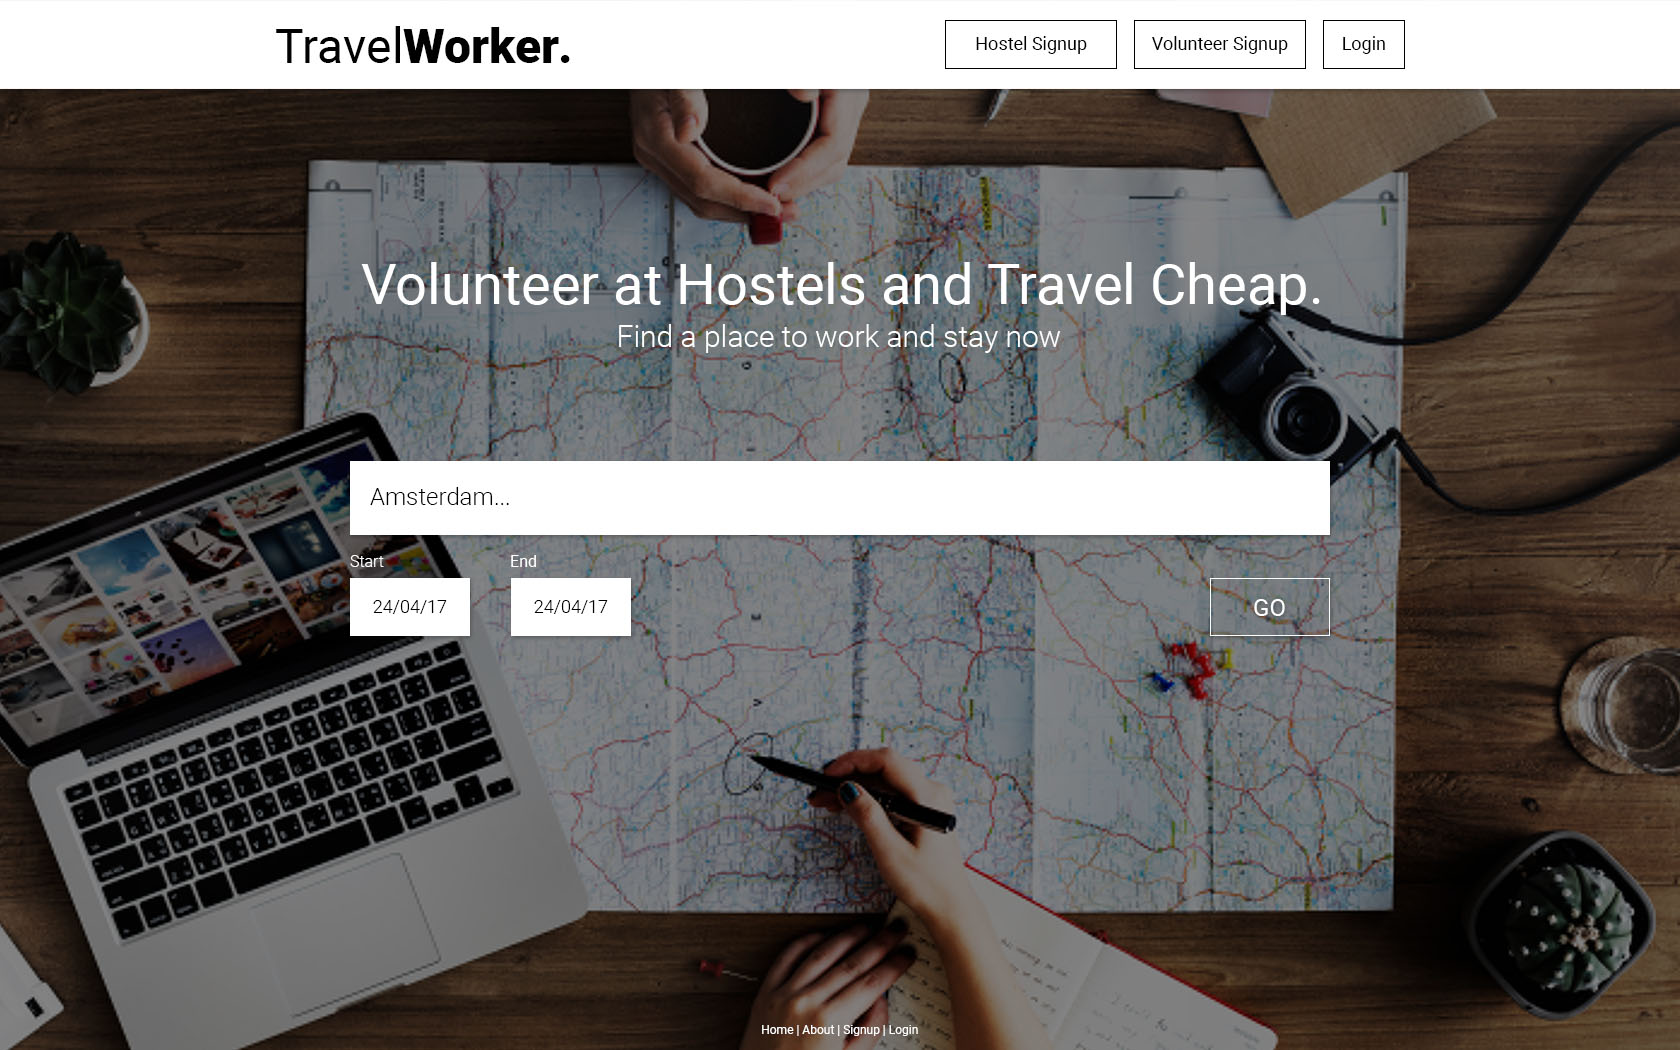 TravelWorker.
Hostel Signup
Volunteer Signup
Login
Volunteer at Hostels and Travel Cheap.
Find a place to work and stay now
Amsterdam...
Start
End
24/04/17
24/04/17
GO
Home | About | Signup | Login